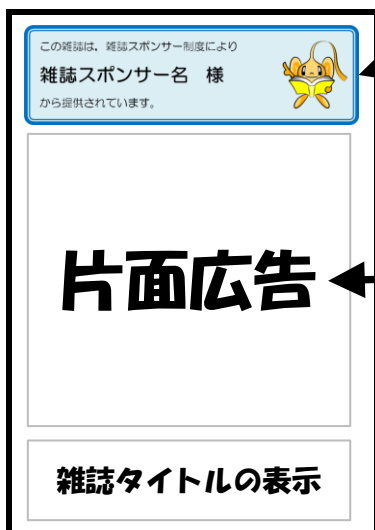 この雑誌は、雑誌スポンサー制度により
雑誌スポンサー名　様
から提供されています。
片面広告
雑誌タイトルの表示